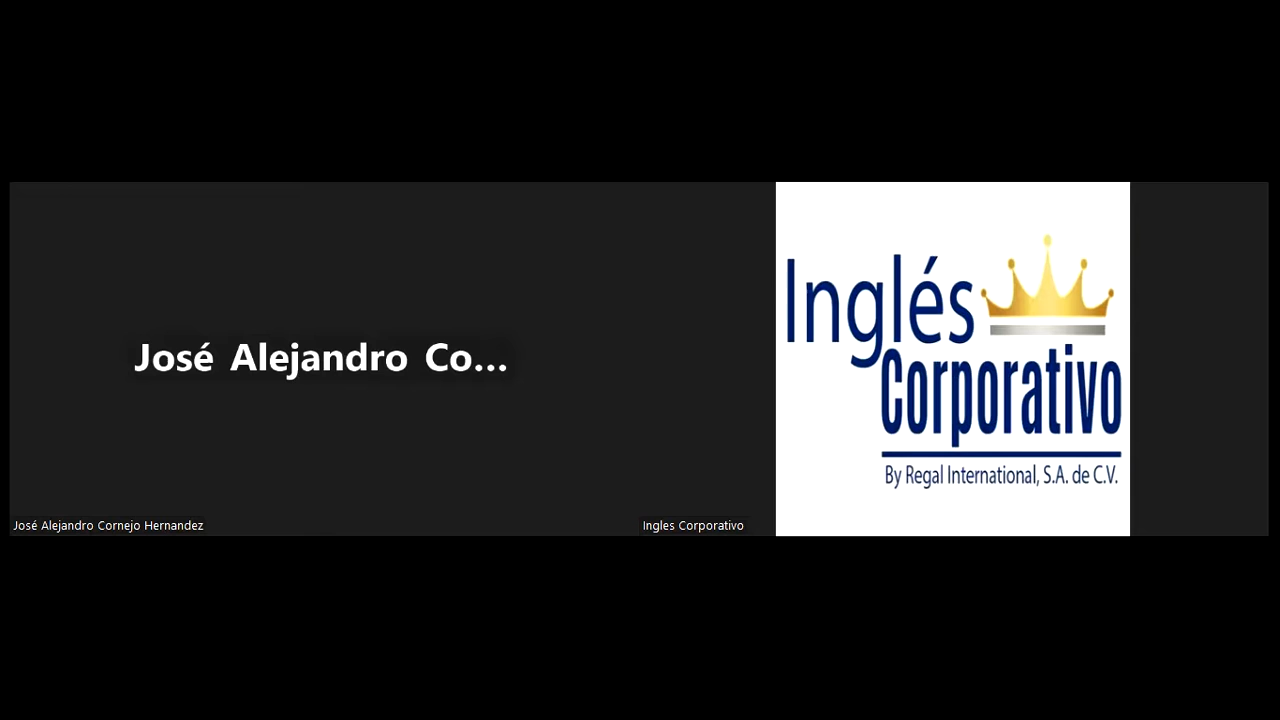 José Alejandro Co...
José Alejandro Cornejo Hernandez
Inglés
Corporativo
By Regal International, S.A. de C.V.
Ingles Corporativo